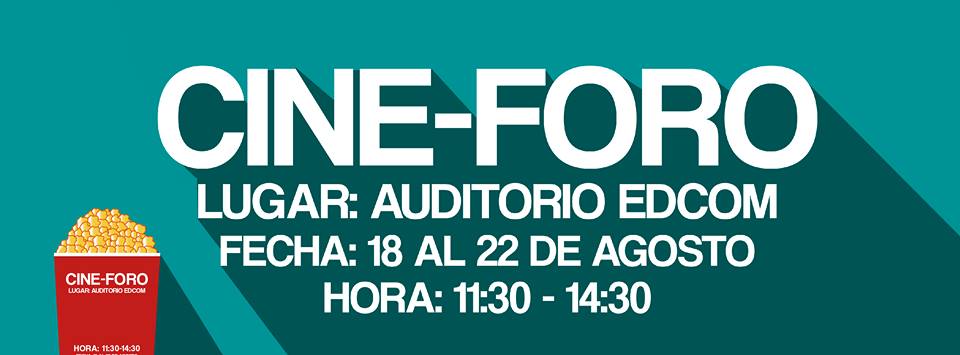 CINE-FORO
LUGAR: AUDITORIO EDCOM
FECHA: 18 AL 22 DE AGOSTO
HORA: 11:30 - 14:30
CINE-FORO
LUGAR: AUDITORIO EDCOM
HORA: 11:30-14:30